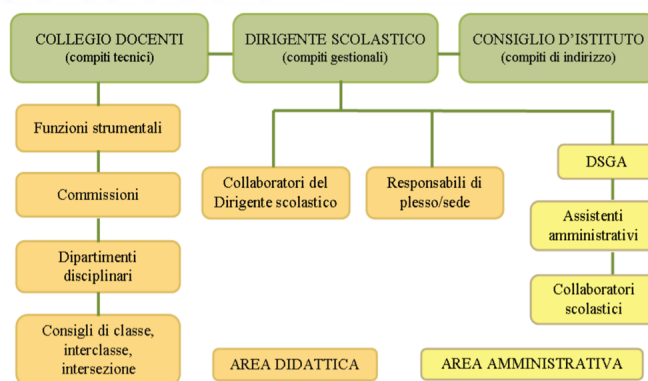 COLLEGIO DOCENTI
(compiti tecnici)
DIRIGENTE SCOLASTICO
(compiti gestionali)
CONSIGLIO D'ISTITUTO
(compiti di indirizzo)
Funzioni strumentali
Commissioni
Dipartimenti
disciplinari
Consigli di classe,
interclasse,
intersezione
Collaboratori del
Dirigente scolastico
Responsabili di
plesso/sede
DSGA
Assistenti
amministrativi
Collaboratori
scolastici
AREA DIDATTICA
AREA AMMINISTRATIVA